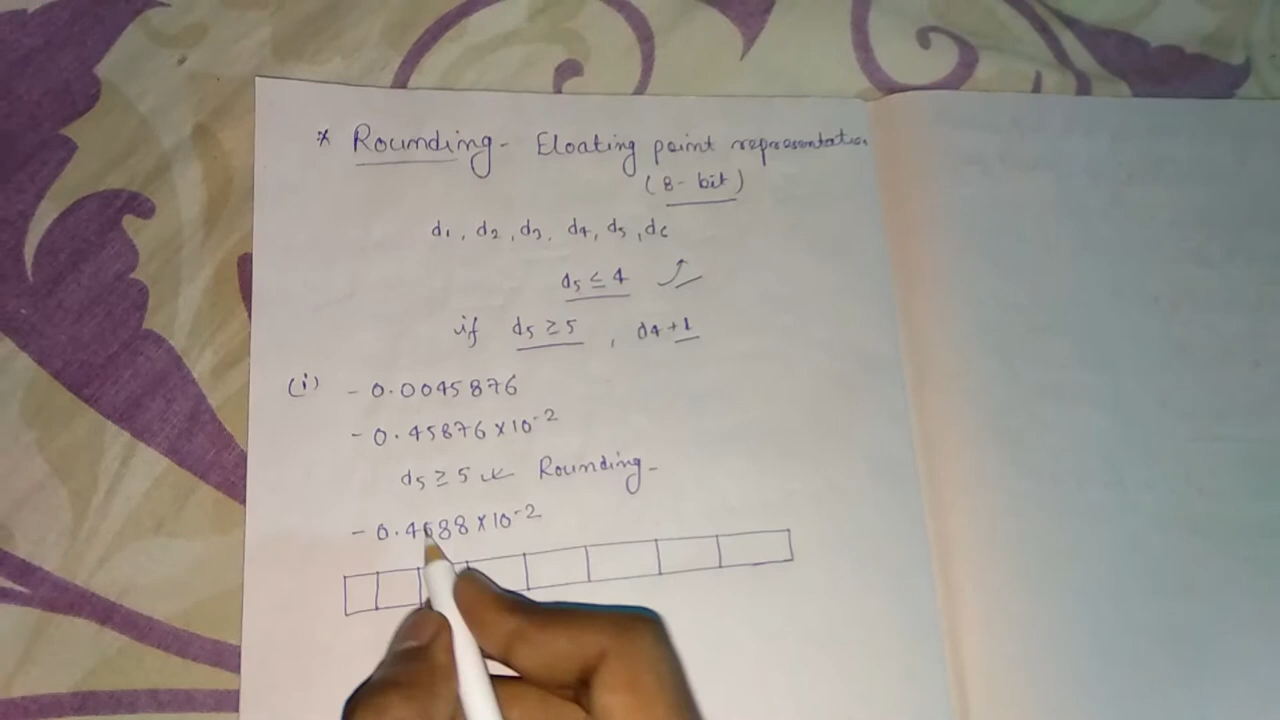 * Rounding - Floating point representation
(8-bit)
d1, d2, d3, d4, d5, d6
d5 ≤ 4
if d5 ≥ 5, d4+1
(i) - 0.0045876
- 0.45876 × 10^-2
d5 ≥ 5 ← Rounding -
- 0.4588 × 10^-2